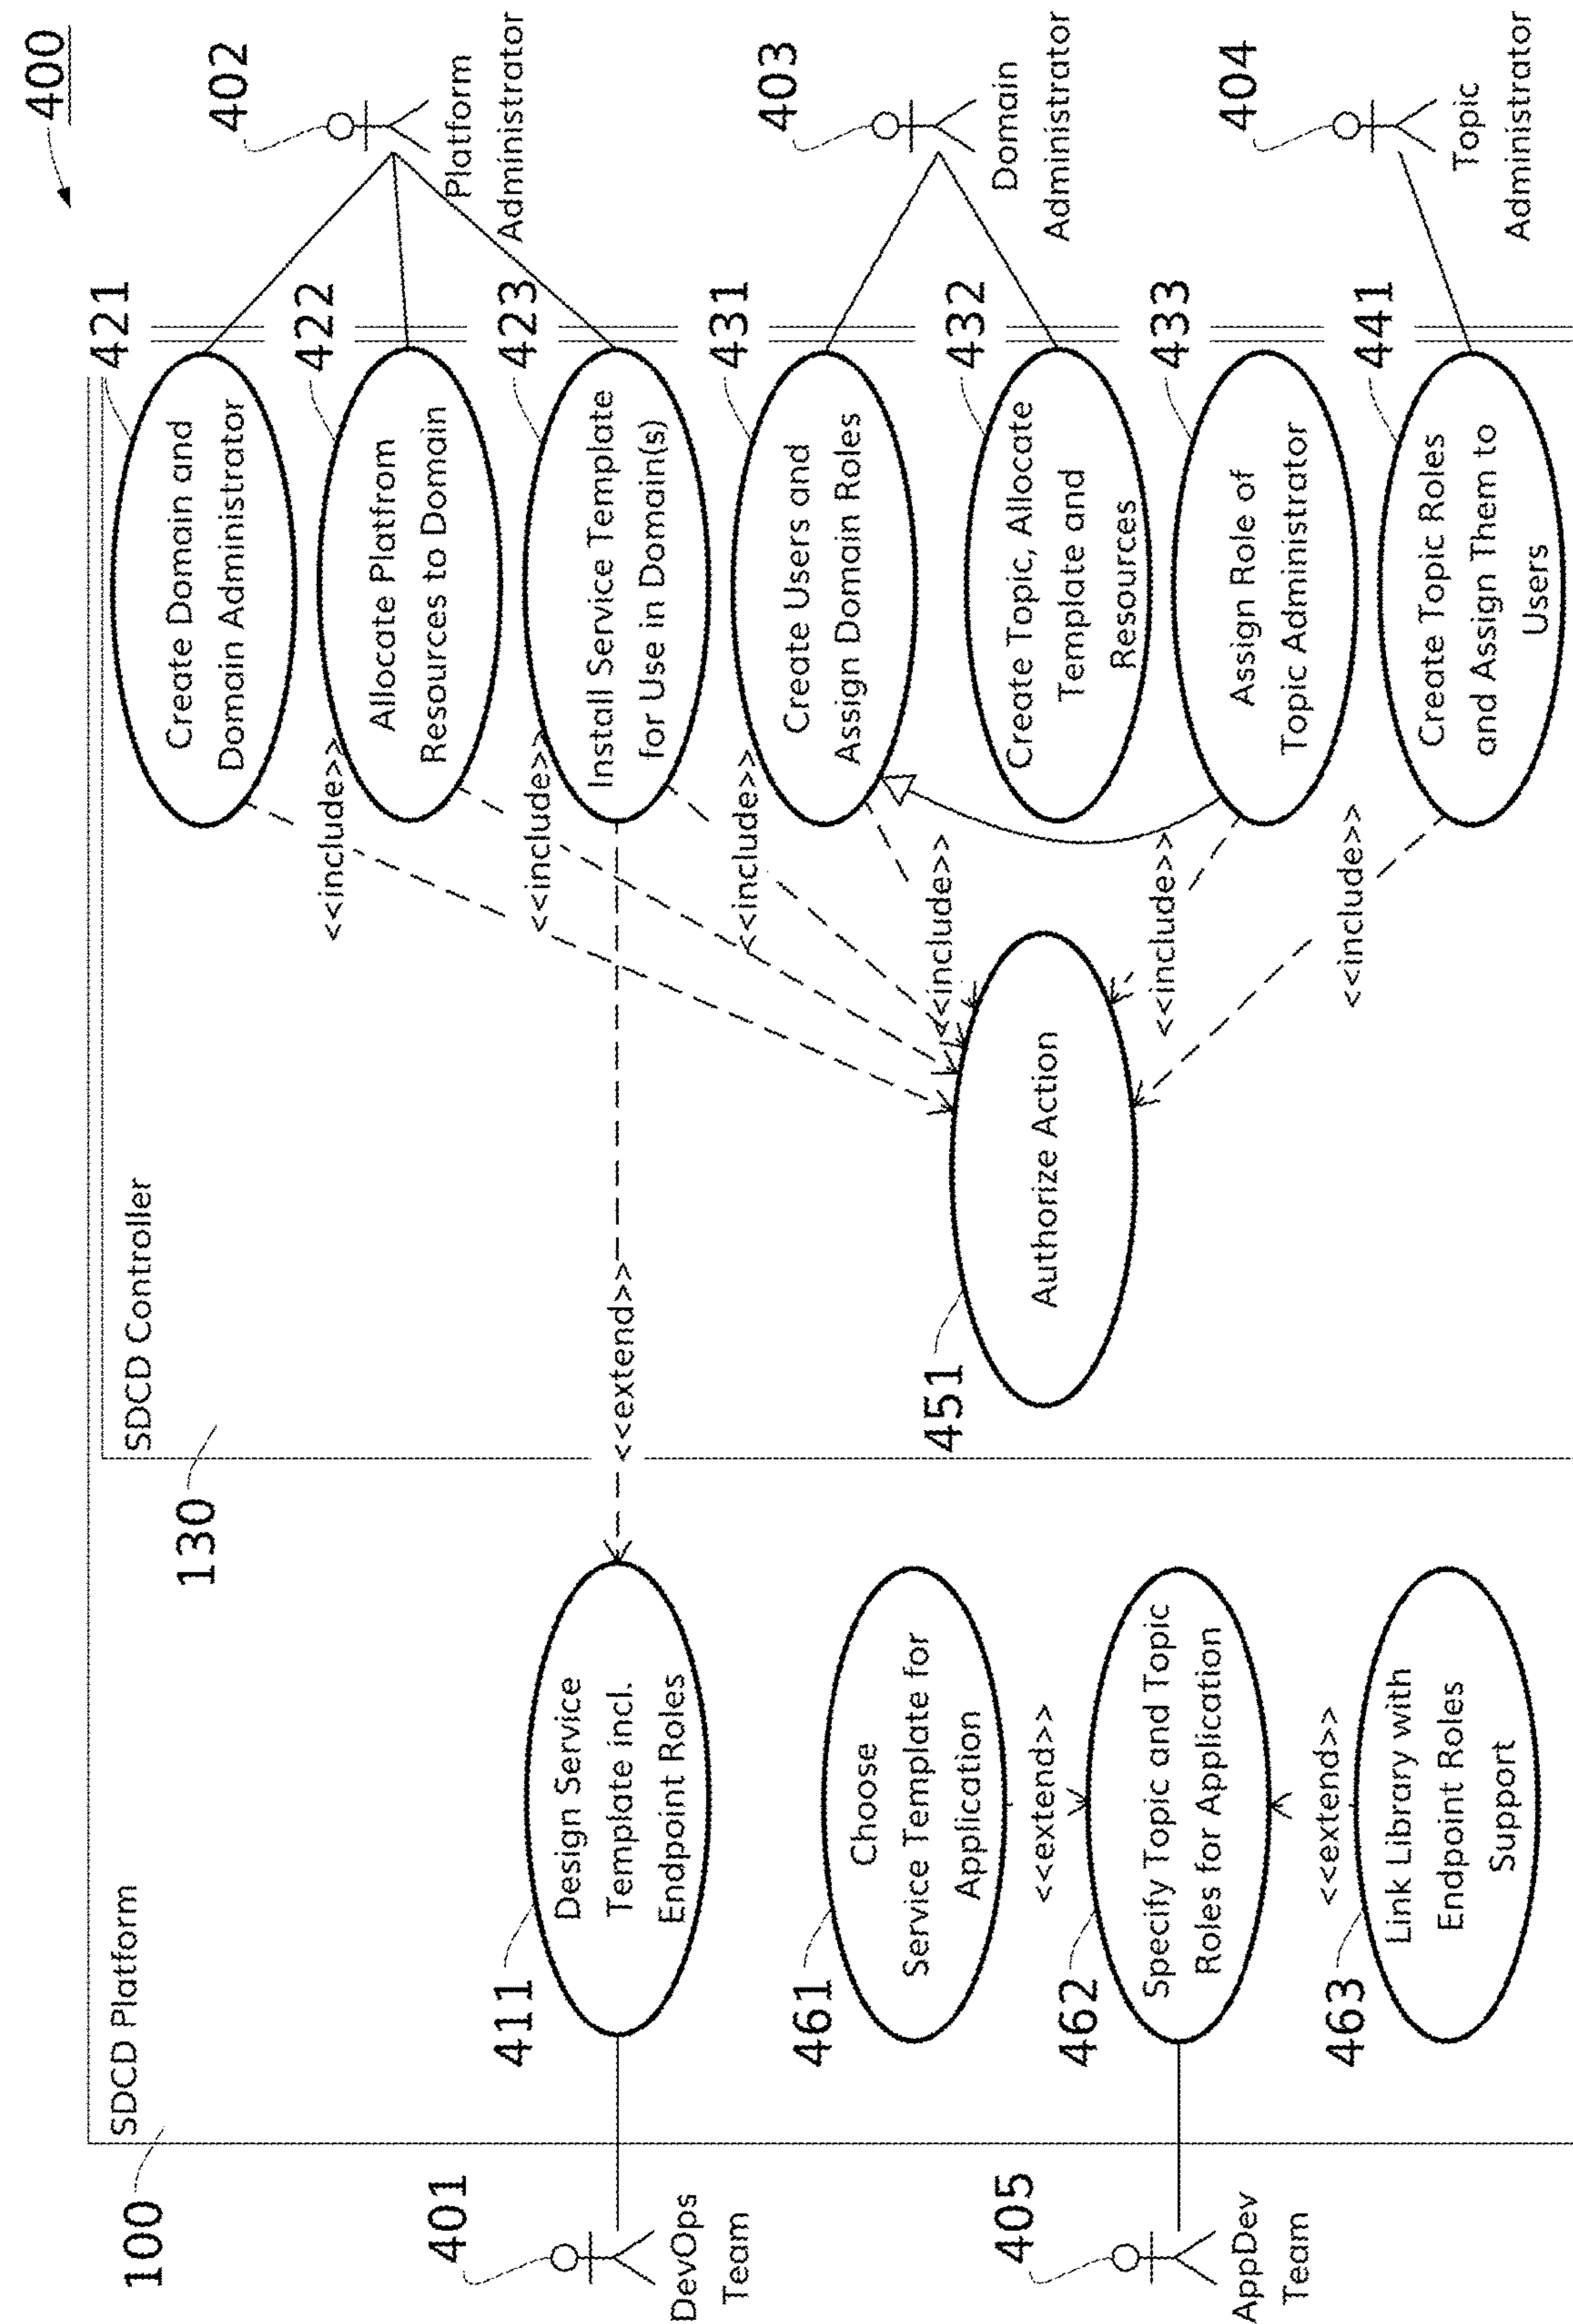 400
SDCD Platform
100
SDCD Controller
130
421
Create Domain and
Domain Administrator
402
Platform
Administrator
<<include>>
422
Allocate Platfrom
Resources to Domain
<<include>>
423
Install Service Template
for Use in Domain(s)
<<include>>
401
DevOps
Team
411
Design Service
Template incl.
Endpoint Roles
<<extend>>
431
Create Users and
Assign Domain Roles
403
Domain
Administrator
<<include>>
461
Choose
Service Template for
Application
<<extend>>
451
Authorize Action
432
Create Topic, Allocate
Template and
Resources
405
AppDev
Team
462
Specify Topic and Topic
Roles for Application
<<include>>
433
Assign Role of
Topic Administrator
404
Topic
Administrator
<<extend>>
<<include>>
463
Link Library with
Endpoint Roles
Support
441
Create Topic Roles
and Assign Them to
Users